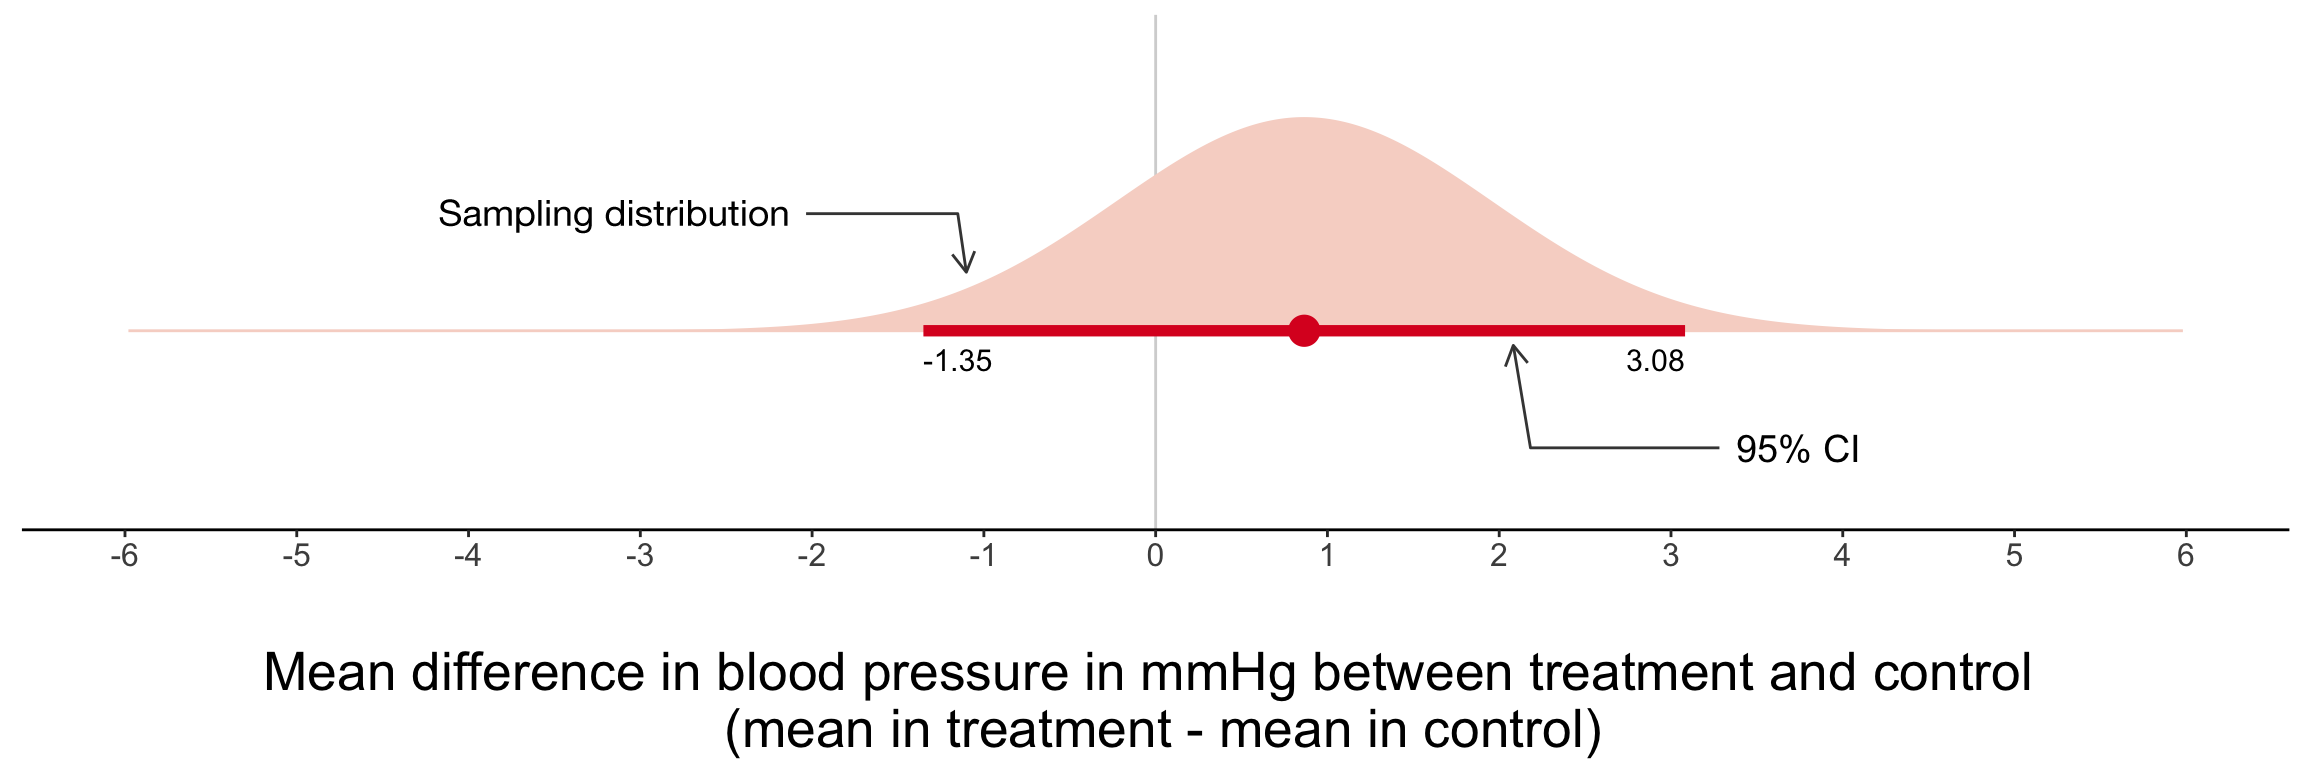 Sampling distribution
-1.35
3.08
95% CI
-6 -5 -4 -3 -2 -1 0 1 2 3 4 5 6
Mean difference in blood pressure in mmHg between treatment and control
(mean in treatment - mean in control)